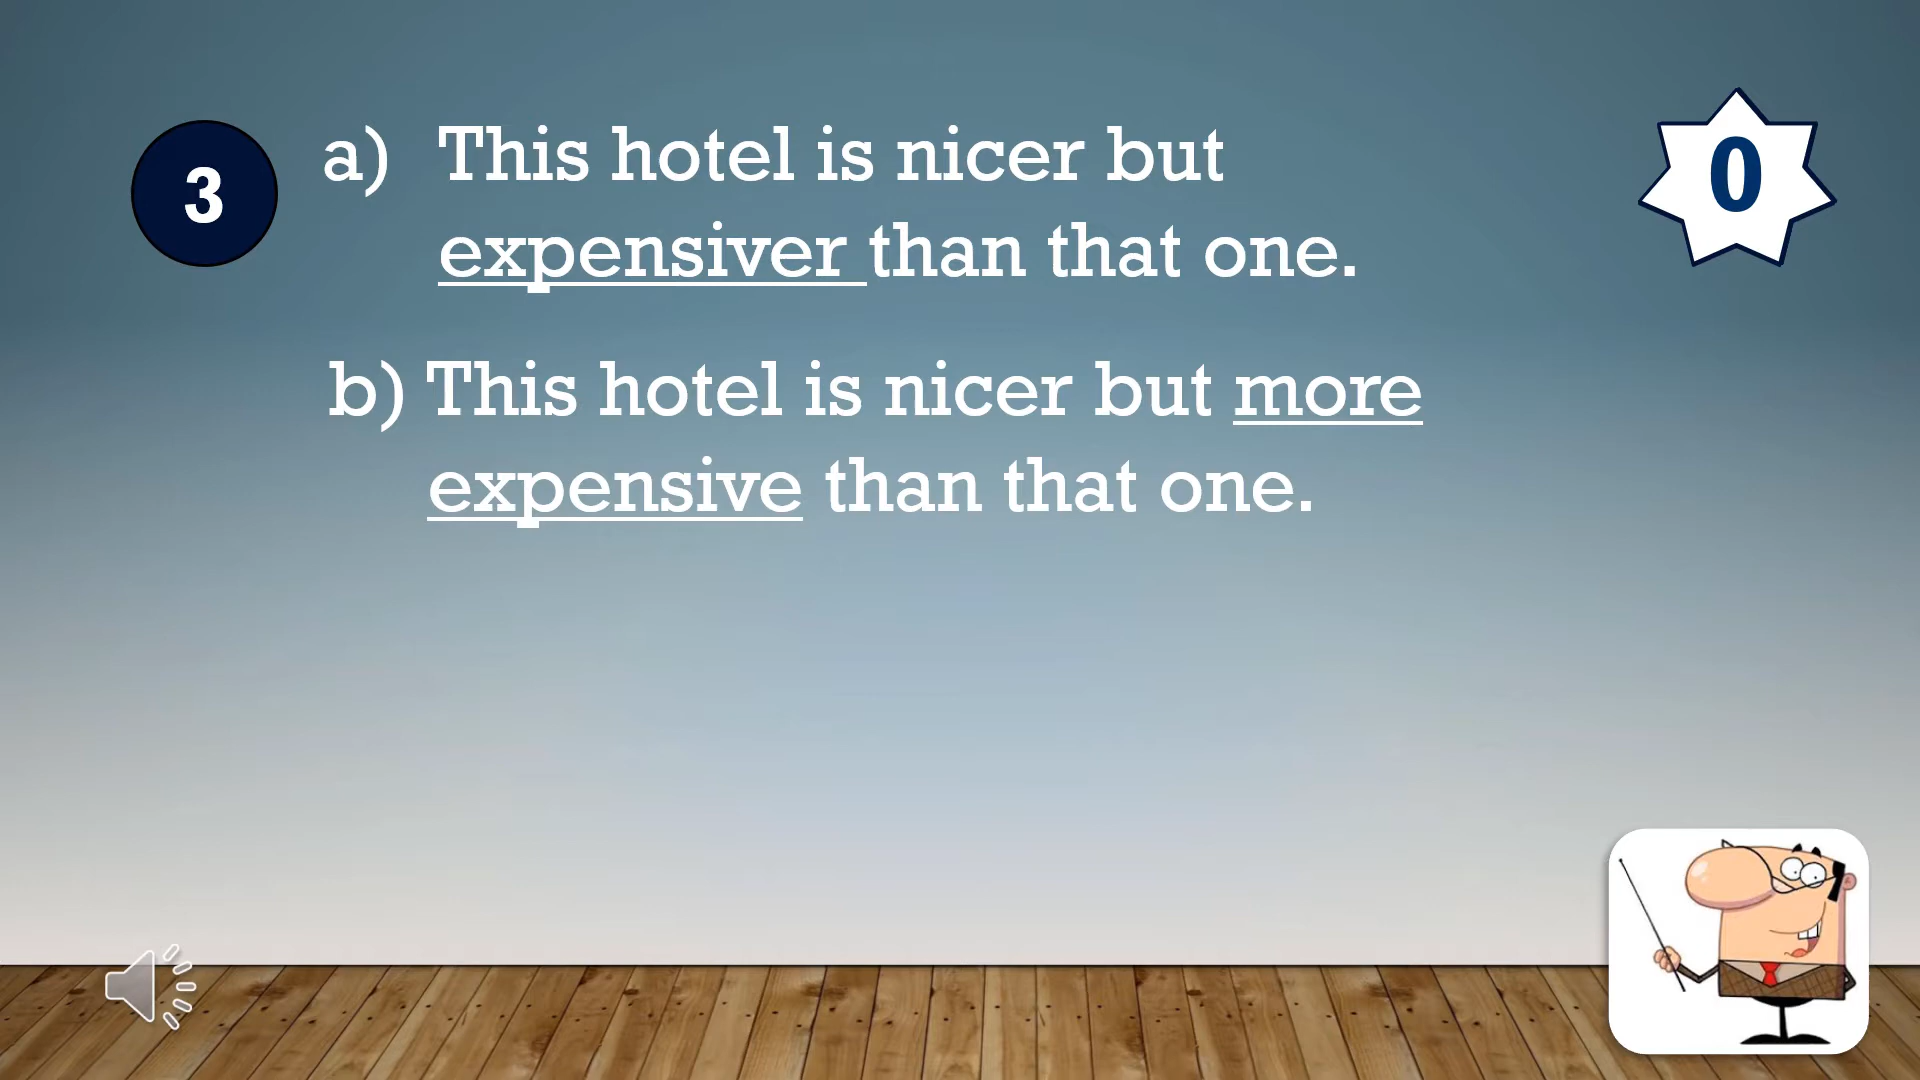 3
a) This hotel is nicer but
expensiver than that one.
0
b) This hotel is nicer but more
expensive than that one.